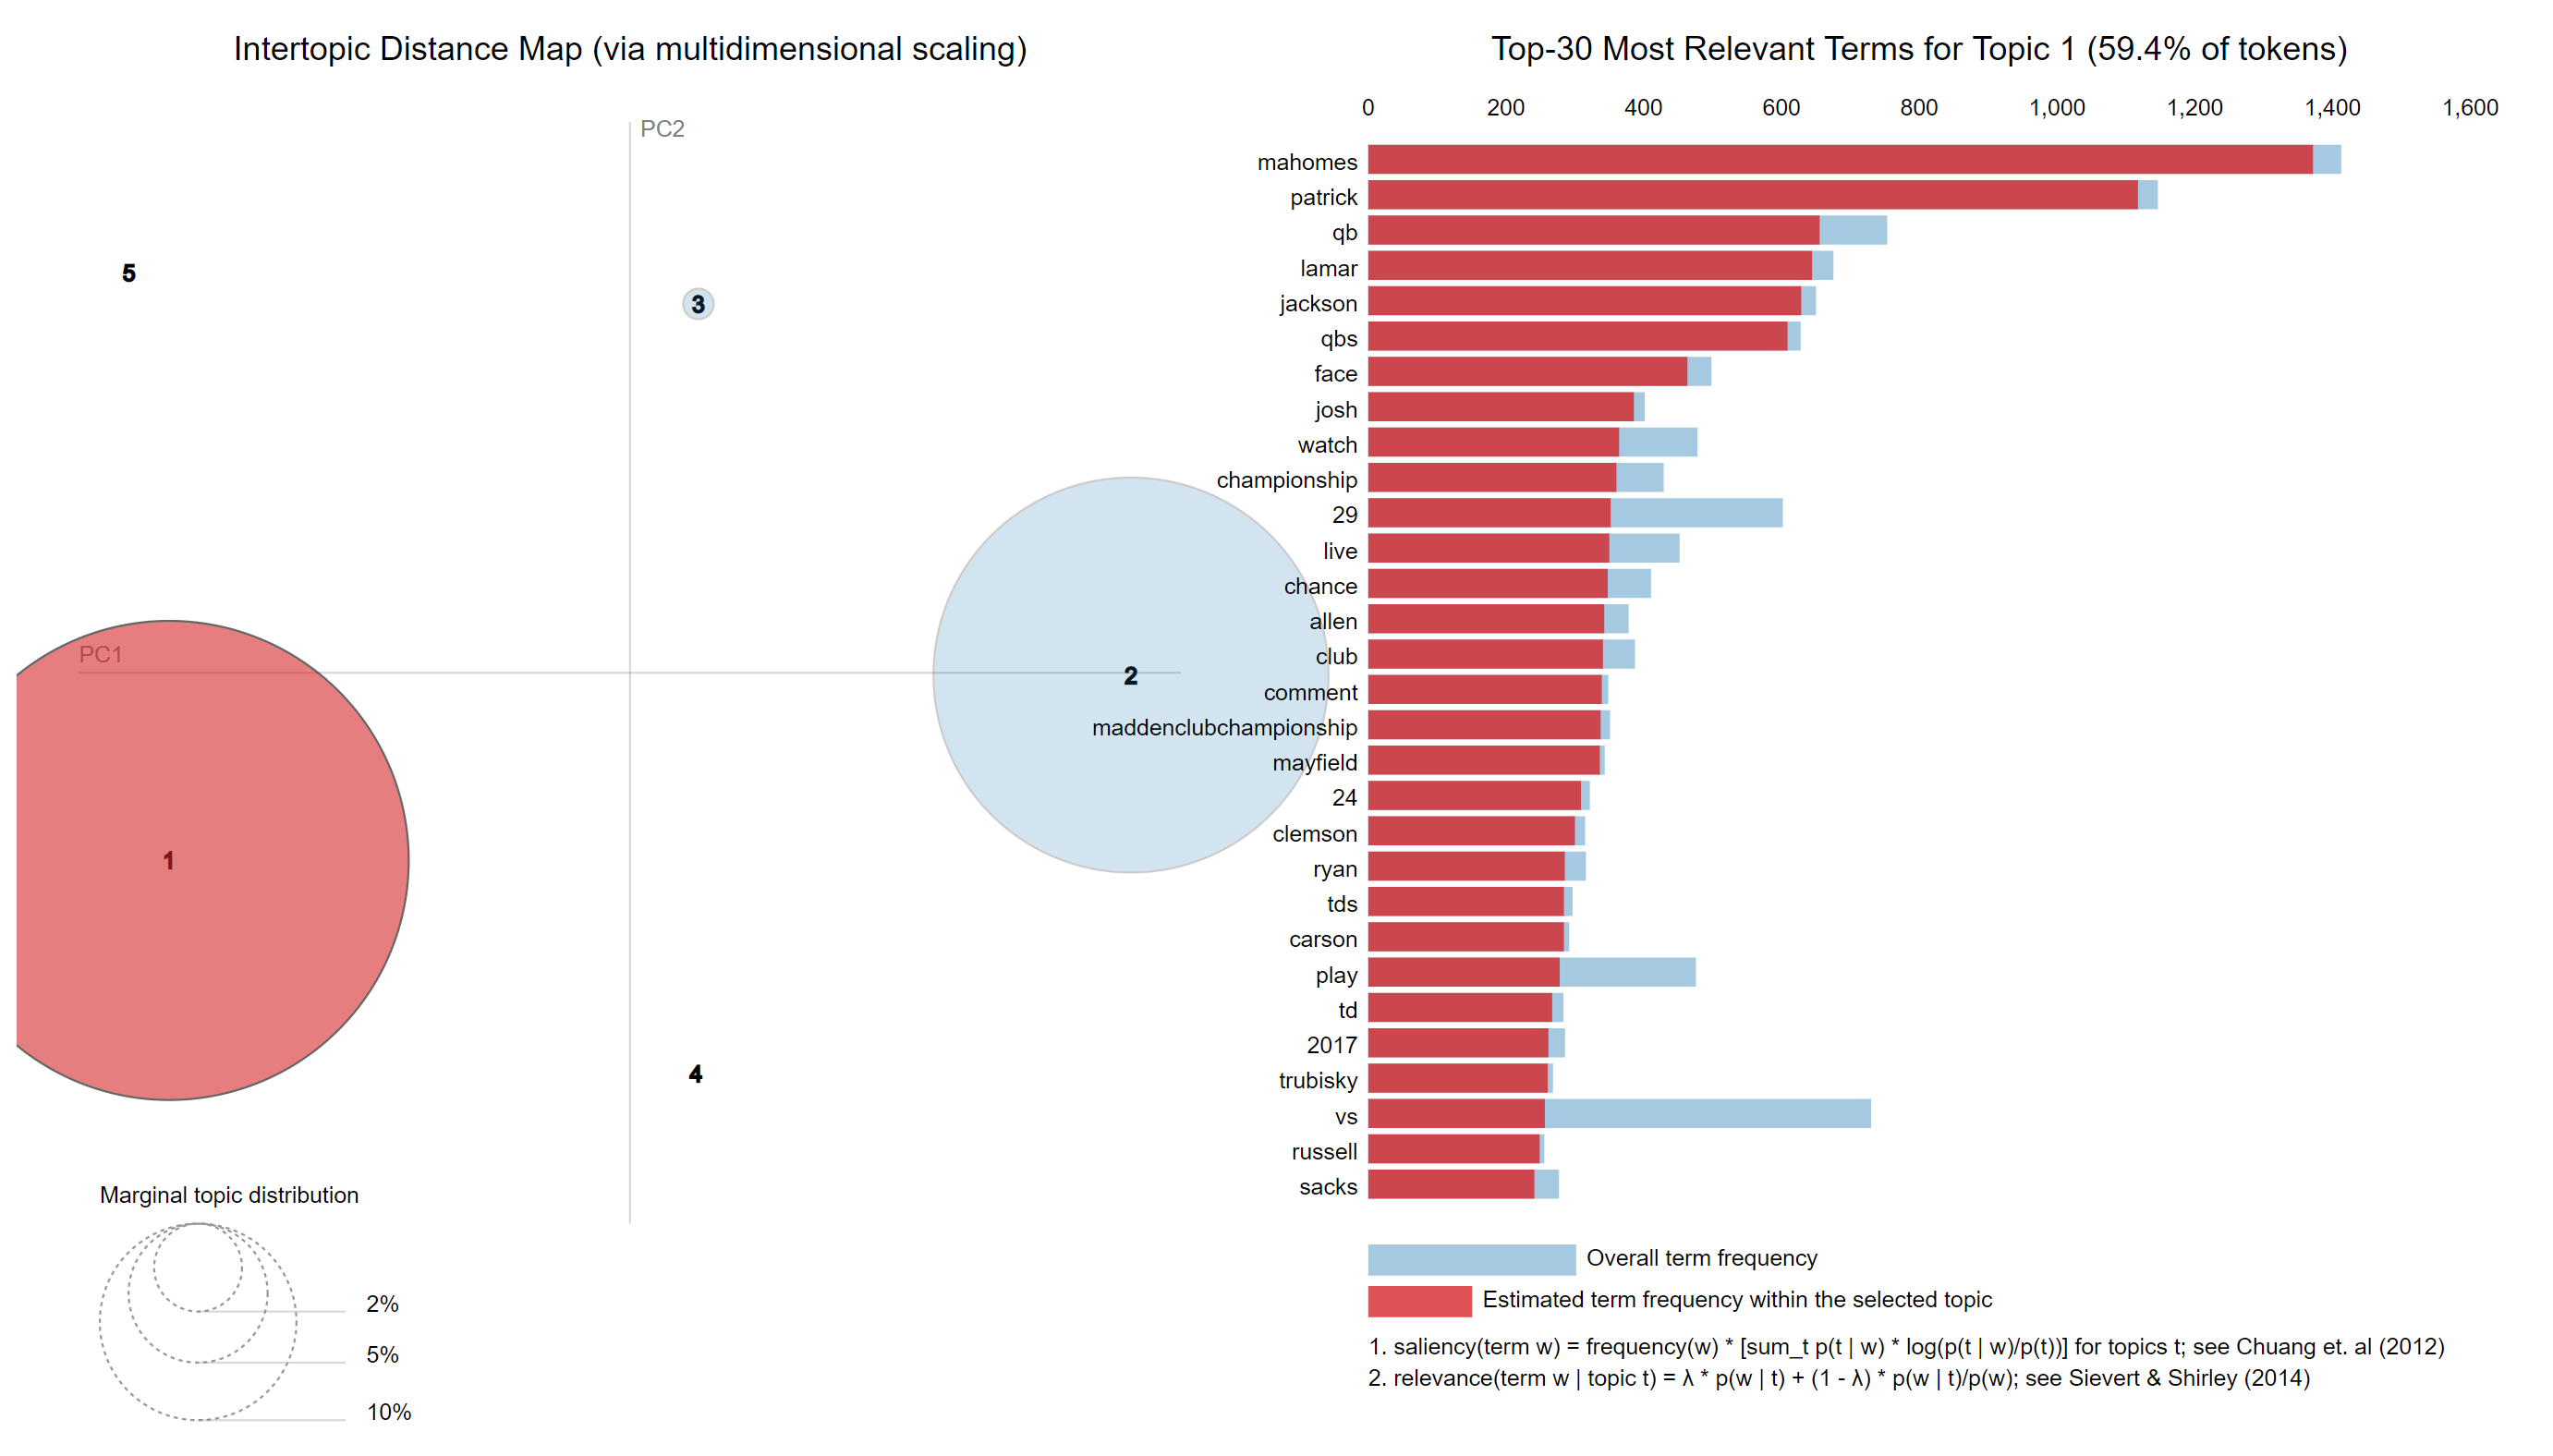 Intertopic Distance Map (via multidimensional scaling)
PC2
5
3
PC1
2
1
4
Marginal topic distribution
2%
5%
10%
Top-30 Most Relevant Terms for Topic 1 (59.4% of tokens)
0 200 400 600 800 1,000 1,200 1,400 1,600
mahomes
patrick
qb
lamar
jackson
qbs
face
josh
watch
championship
29
live
chance
allen
club
comment
maddenclubchampionship
mayfield
24
clemson
ryan
tds
carson
play
td
2017
trubisky
vs
russell
sacks
Overall term frequency
Estimated term frequency within the selected topic
1. saliency(term w) = frequency(w) * [sum_t p(t | w) * log(p(t | w)/p(t))] for topics t; see Chuang et. al (2012)
2. relevance(term w | topic t) = λ * p(w | t) + (1 - λ) * p(w | t)/p(w); see Sievert & Shirley (2014)